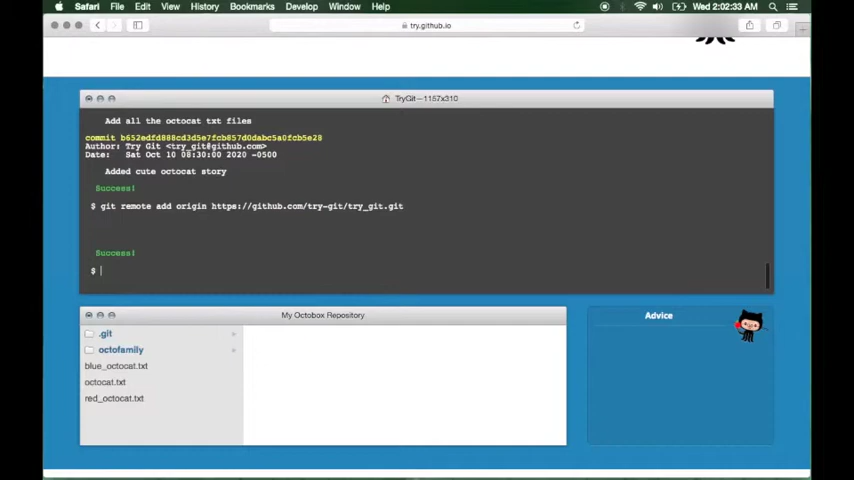 Safari File Edit View History Bookmarks Develop Window Help Wed 2:02:33 AM
try.github.io
TryGit—1157x310
Add all the octocat txt files
commit b652edfd888cd3d5e7fcb857d0dabc5a0fcb5e28
Author: Try Git <try_git@github.com>
Date: Sat Oct 10 08:30:00 2020 -0500
Added cute octocat story
Success!
$ git remote add origin https://github.com/try-git/try_git.git
Success!
$
My Octobox Repository
Advice
.git
octofamily
blue_octocat.txt
octocat.txt
red_octocat.txt